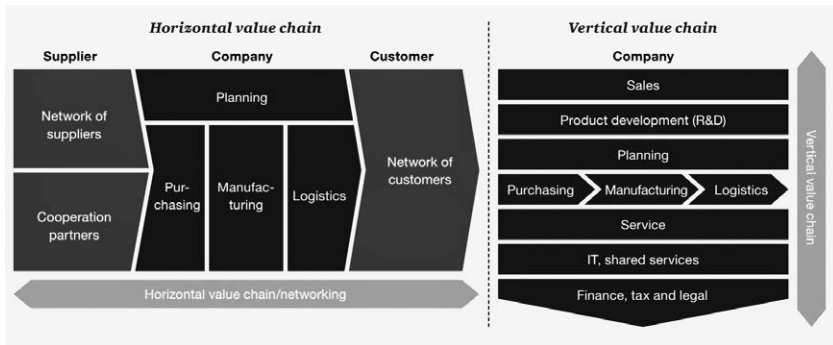 Horizontal value chain
Supplier
Company
Customer
Network of
suppliers
Cooperation
partners
Planning
Pur-
chasing
Manufac-
turing
Logistics
Network of
customers
Horizontal value chain/networking
Vertical value chain
Company
Sales
Product development (R&D)
Planning
Purchasing
Manufacturing
Logistics
Service
IT, shared services
Finance, tax and legal
Vertical value chain